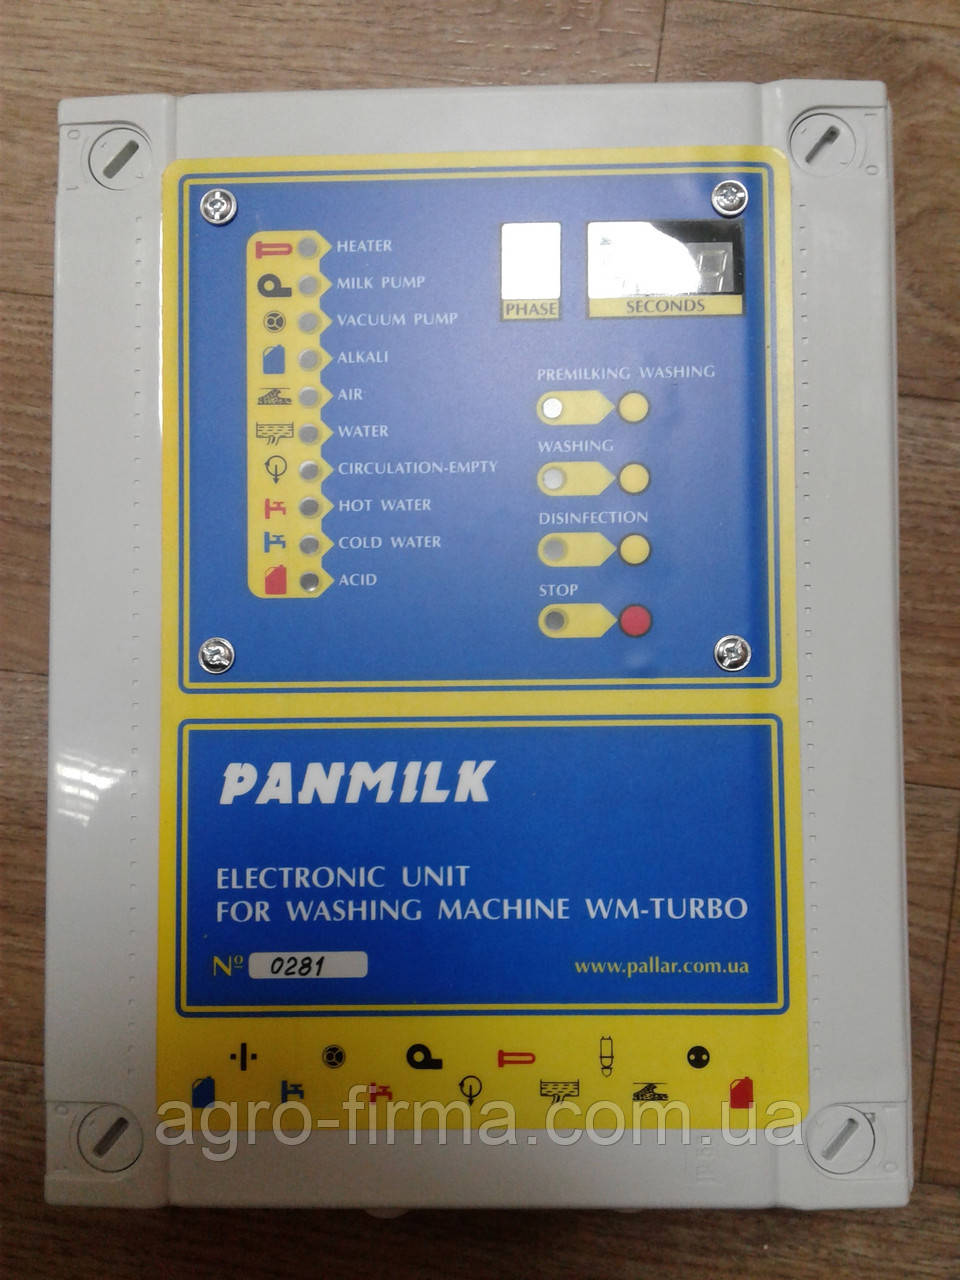 HEATER
MILK PUMP
VACUUM PUMP
ALKALI
AIR
WATER
CIRCULATION-EMPTY
HOT WATER
COLD WATER
ACID
PHASE
SECONDS
PREMILKING WASHING
WASHING
DISINFECTION
STOP
PANMILK
ELECTRONIC UNIT
FOR WASHING MACHINE WM-TURBO
№ 0281
www.pallar.com.ua
agro-firma.com.ua